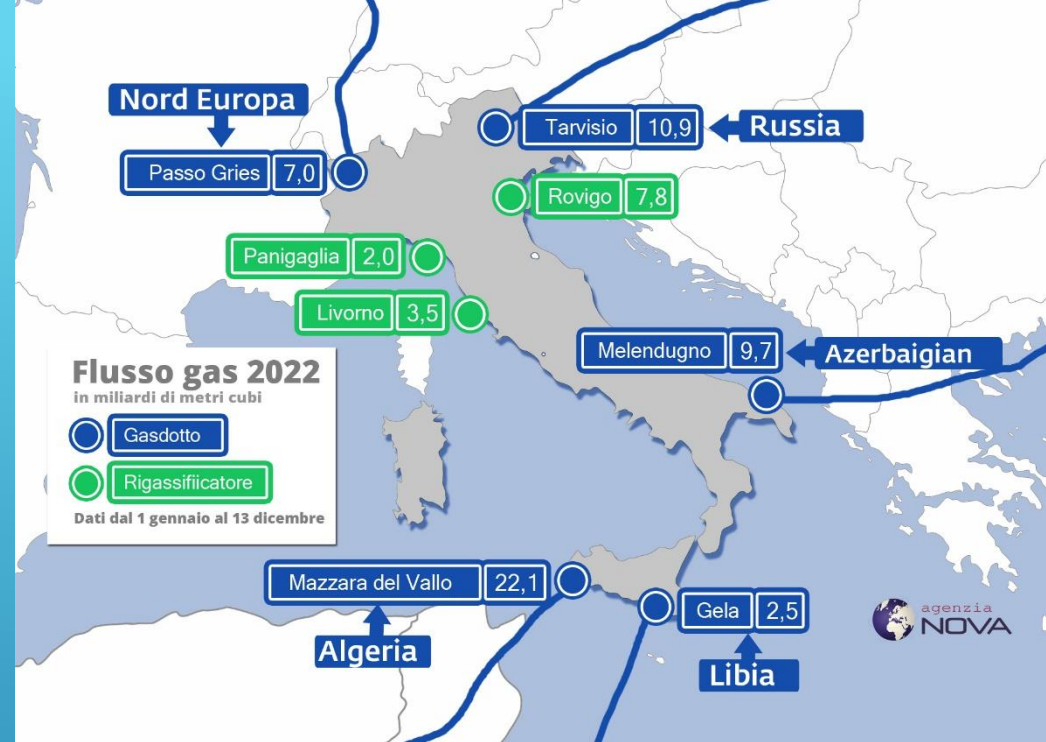 Nord Europa
Passo Gries 7,0
Tarvisio 10,9
Russia
Rovigo 7,8
Panigaglia 2,0
Livorno 3,5
Melendugno 9,7
Azerbaigian
Flusso gas 2022
in miliardi di metri cubi
Gasdotto
Rigassifiicatore
Dati dal 1 gennaio al 13 dicembre
Mazzara del Vallo 22,1
Algeria
Gela 2,5
Libia
agenzia
NOVA